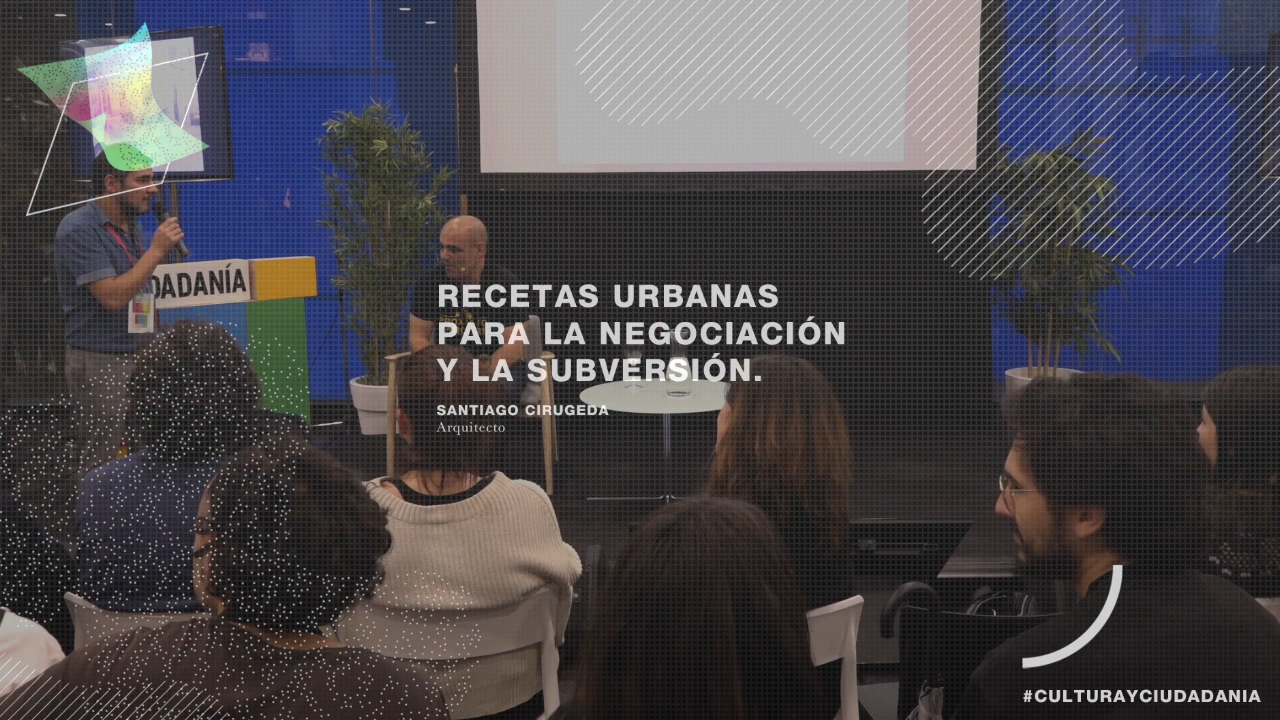 DADANÍA
RECETAS URBANAS
PARA LA NEGOCIACIÓN
Y LA SUBVERSIÓN.
SANTIAGO CIRUGEDA
Arquitecto
#CULTURAYCIUDADANIA